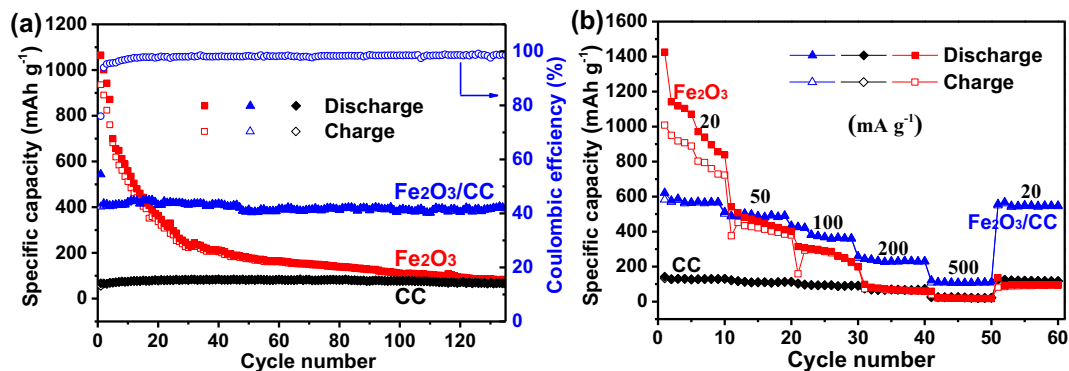 (a)
1200
1000
800
600
400
200
0
Specific capacity (mAh g⁻¹)
0 20 40 60 80 100 120
Cycle number
100
80
60
40
20
0
Coulombic effciency (%)
Discharge
Charge
Fe₂O₃/CC
Fe₂O₃
CC
(b)
1600
1400
1200
1000
800
600
400
200
0
Specific capacity (mAh g⁻¹)
0 10 20 30 40 50 60
Cycle number
Discharge
Charge
(mA g⁻¹)
Fe₂O₃
20
50
100
200
500
20
Fe₂O₃/CC
CC